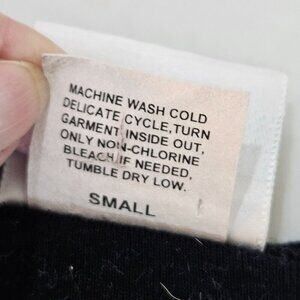 MACHINE WASH COLD
DELICATE CYCLE,TURN
GARMENT INSIDE OUT,
ONLY NON-CHLORINE
BLEACH,IF NEEDED,
TUMBLE DRY LOW.
SMALL